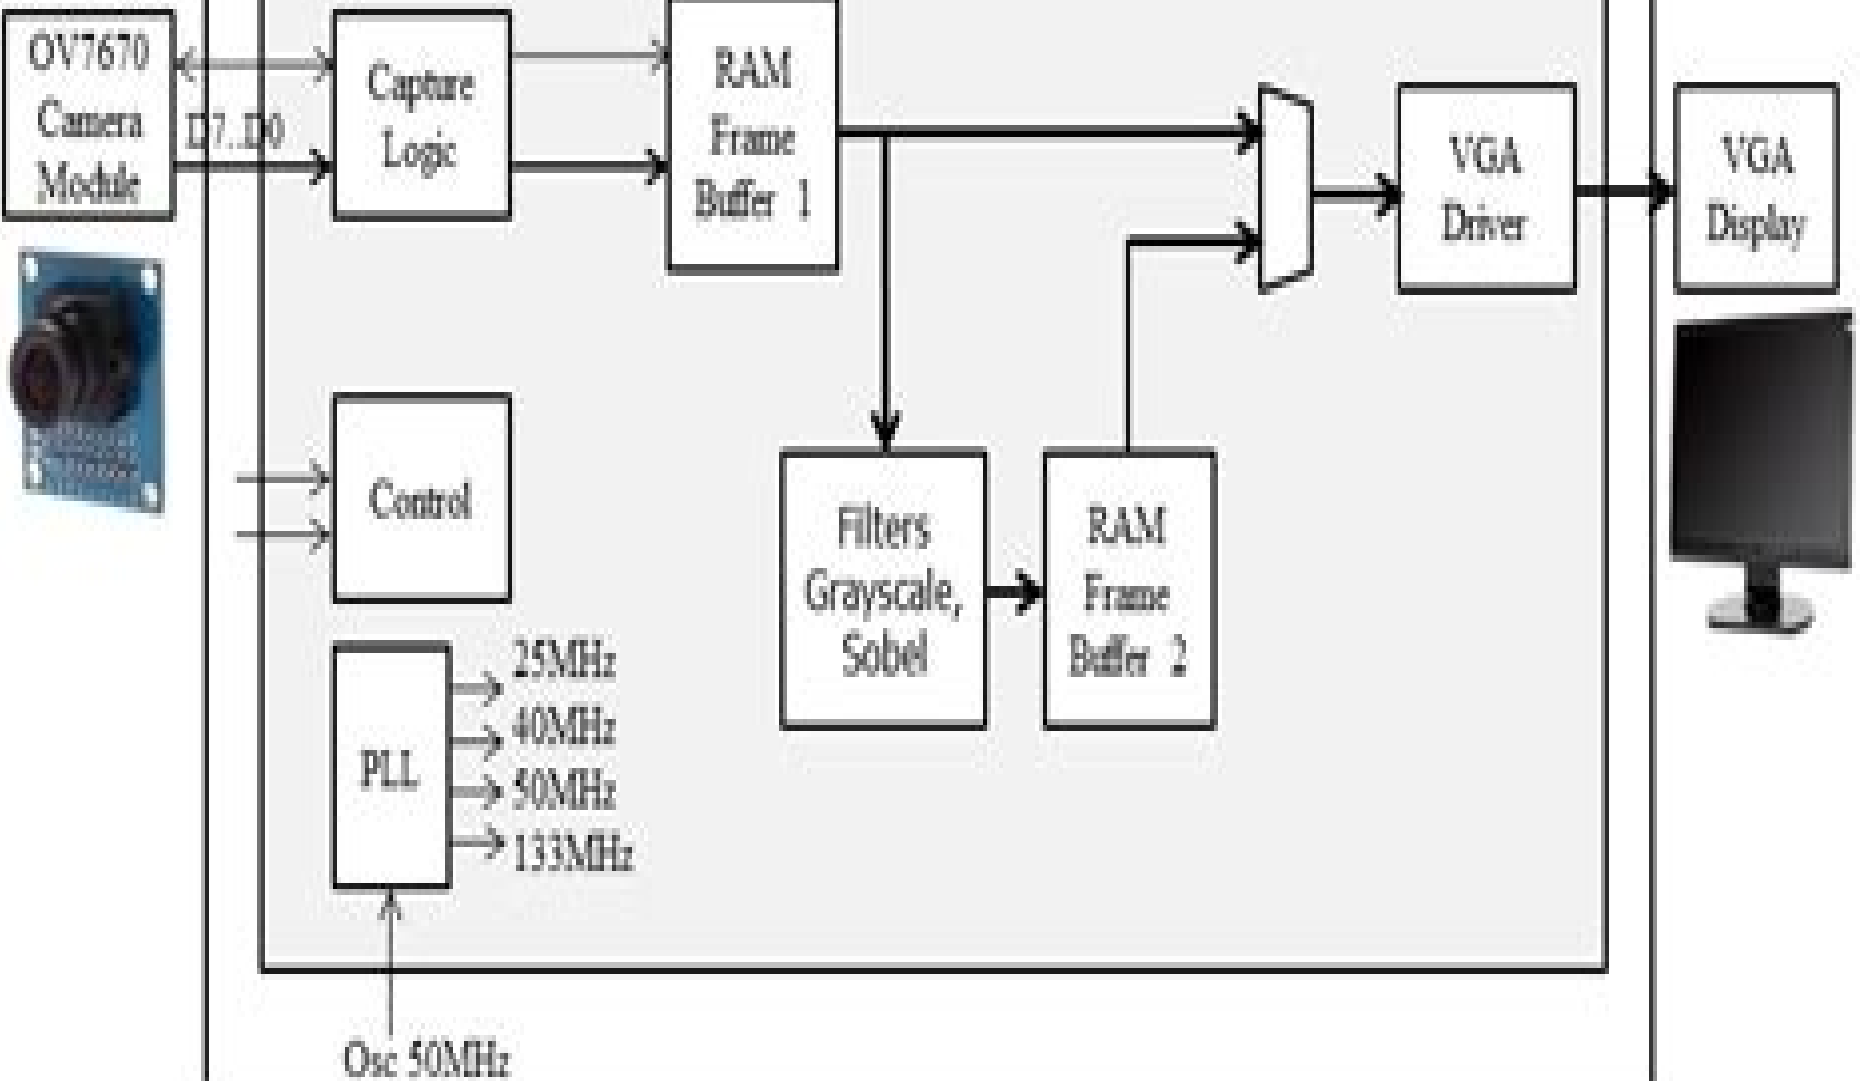 OV7670
Camera
Module
D7..D0
Capture
Logic
RAM
Frame
Buffer 1
VGA
Driver
VGA
Display
Control
Filters
Grayscale,
Sobel
RAM
Frame
Buffer 2
PLL
25MHz
40MHz
50MHz
133MHz
Osc 50MHz